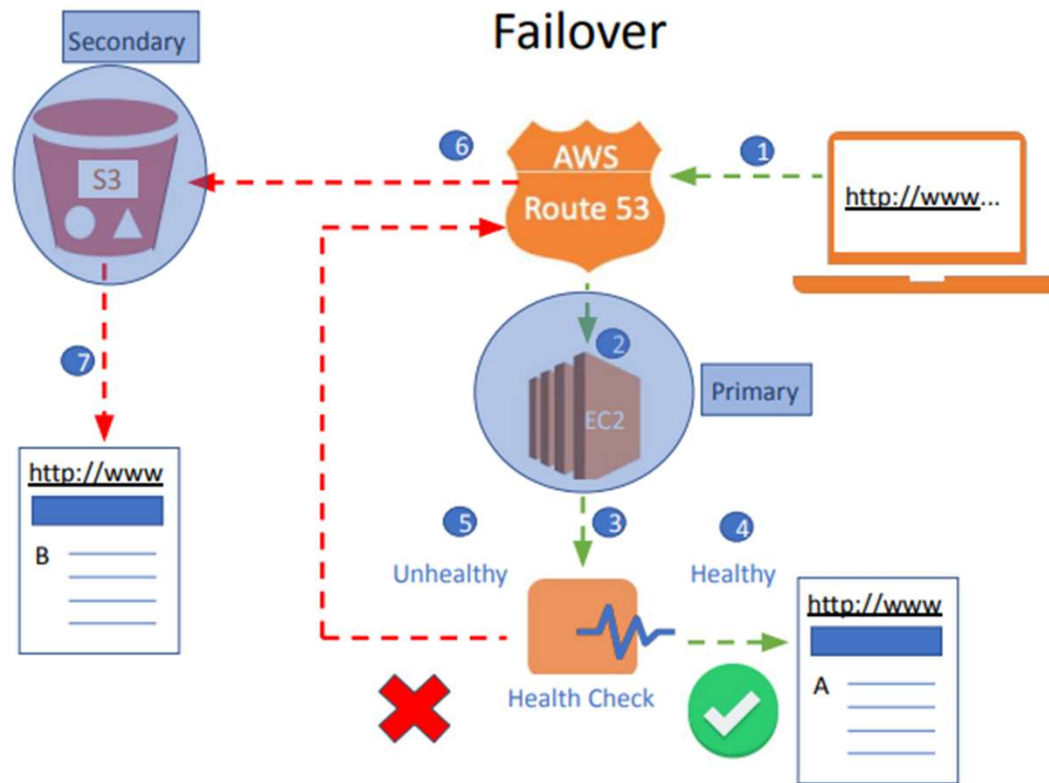 Failover
Secondary
S3
6
AWS
Route 53
1
http://www...
2
EC2
Primary
7
http://www
B
5
Unhealthy
3
4
Healthy
Health Check
http://www
A